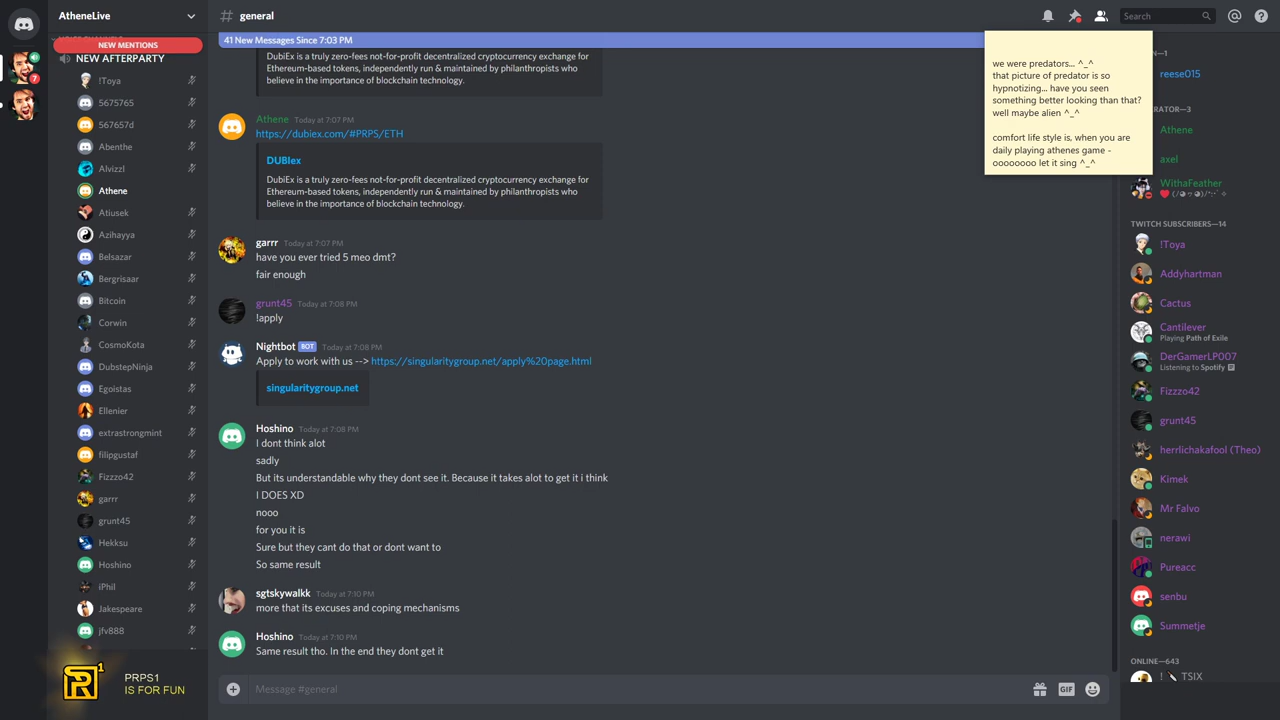 AtheneLive
NEW MENTIONS
NEW AFTERPARTY
!Toya
5675765
567657d
Abenthe
Alvizzl
Athene
Atiusek
Azihayya
Belsazar
Bergrisaar
Bitcoin
Corwin
CosmoKota
DubstepNinja
Egoistas
Ellenier
extrastrongmint
filipgustaf
Fizzzo42
garrr
grunt45
Hekksu
Hoshino
iPhil
Jakespeare
jfv888
7
PRPS1
IS FOR FUN
# general
Search
41 New Messages Since 7:03 PM
DubiEx is a truly zero-fees not-for-profit decentralized cryptocurrency exchange for
Ethereum-based tokens, independently run & maintained by philanthropists who
believe in the importance of blockchain technology.
Athene Today at 7:07 PM
https://dubiex.com/#PRPS/ETH
DUBIex
DubiEx is a truly zero-fees not-for-profit decentralized cryptocurrency exchange for
Ethereum-based tokens, independently run & maintained by philanthropists who
believe in the importance of blockchain technology.
garrr Today at 7:07 PM
have you ever tried 5 meo dmt?
fair enough
grunt45 Today at 7:08 PM
!apply
Nightbot BOT Today at 7:08 PM
Apply to work with us --> https://singularitygroup.net/apply%20page.html
singularitygroup.net
Hoshino Today at 7:08 PM
I dont think alot
sadly
But its understandable why they dont see it. Because it takes alot to get it i think
I DOES XD
nooo
for you it is
Sure but they cant do that or dont want to
So same result
sgtskywalkk Today at 7:10 PM
more that its excuses and coping mechanisms
Hoshino Today at 7:10 PM
Same result tho. In the end they dont get it
Message #general
GIF
we were predators... ^_^
that picture of predator is so
hypnotizing... have you seen
something better looking than that?
well maybe alien ^_^
comfort life style is, when you are
daily playing athenes game -
oooooooo let it sing ^_^
—1
reese015
RATOR—3
Athene
axel
WithaFeather
TWITCH SUBSCRIBERS—14
!Toya
Addyhartman
Cactus
Cantilever
Playing Path of Exile
DerGamerLP007
Listening to Spotify
Fizzzo42
grunt45
herrlichakafool (Theo)
Kimek
Mr Falvo
nerawi
Pureacc
senbu
Summetje
ONLINE—643
TSIX